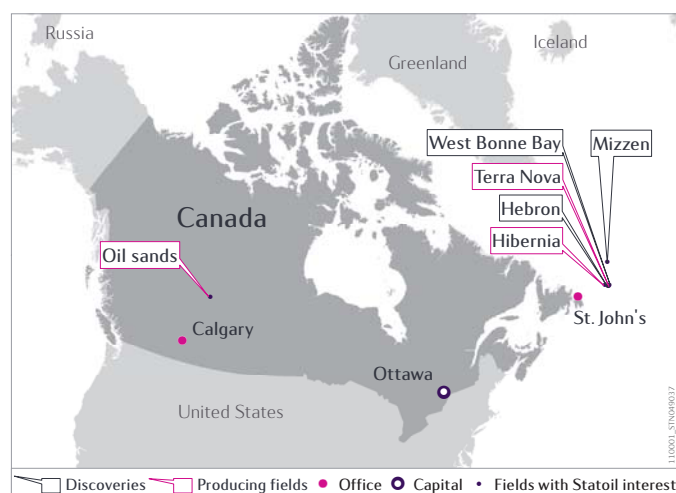 Russia
Iceland
Greenland
West Bonne Bay
Mizzen
Terra Nova
Hebron
Canada
Hibernia
Oil sands
St. John's
Calgary
Ottawa
United States
110001_STN049037
Discoveries Producing fields Office Capital Fields with Statoil interest